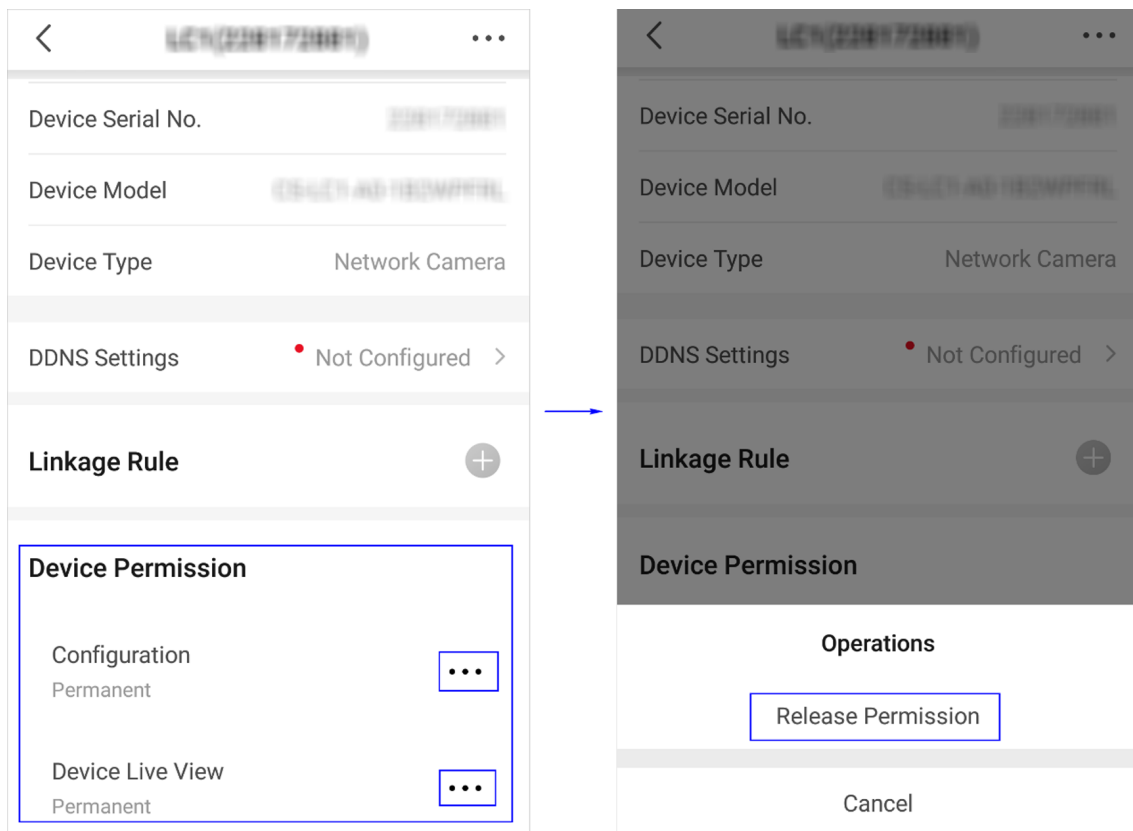 Device Serial No.
Device Model
Device Type Network Camera
DDNS Settings Not Configured
Linkage Rule
Device Permission
Configuration
Permanent
Device Live View
Permanent
Device Serial No.
Device Model
Device Type Network Camera
DDNS Settings Not Configured
Linkage Rule
Device Permission
Operations
Release Permission
Cancel